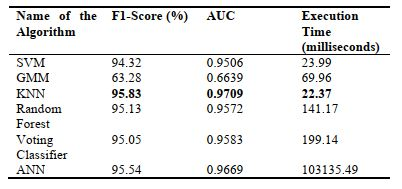 Name of the Algorithm F1-Score (%) AUC Execution Time (milliseconds)
SVM 94.32 0.9506 23.99
GMM 63.28 0.6639 69.96
KNN 95.83 0.9709 22.37
Random Forest 95.13 0.9572 141.17
Voting Classifier 95.05 0.9583 199.14
ANN 95.54 0.9669 103135.49